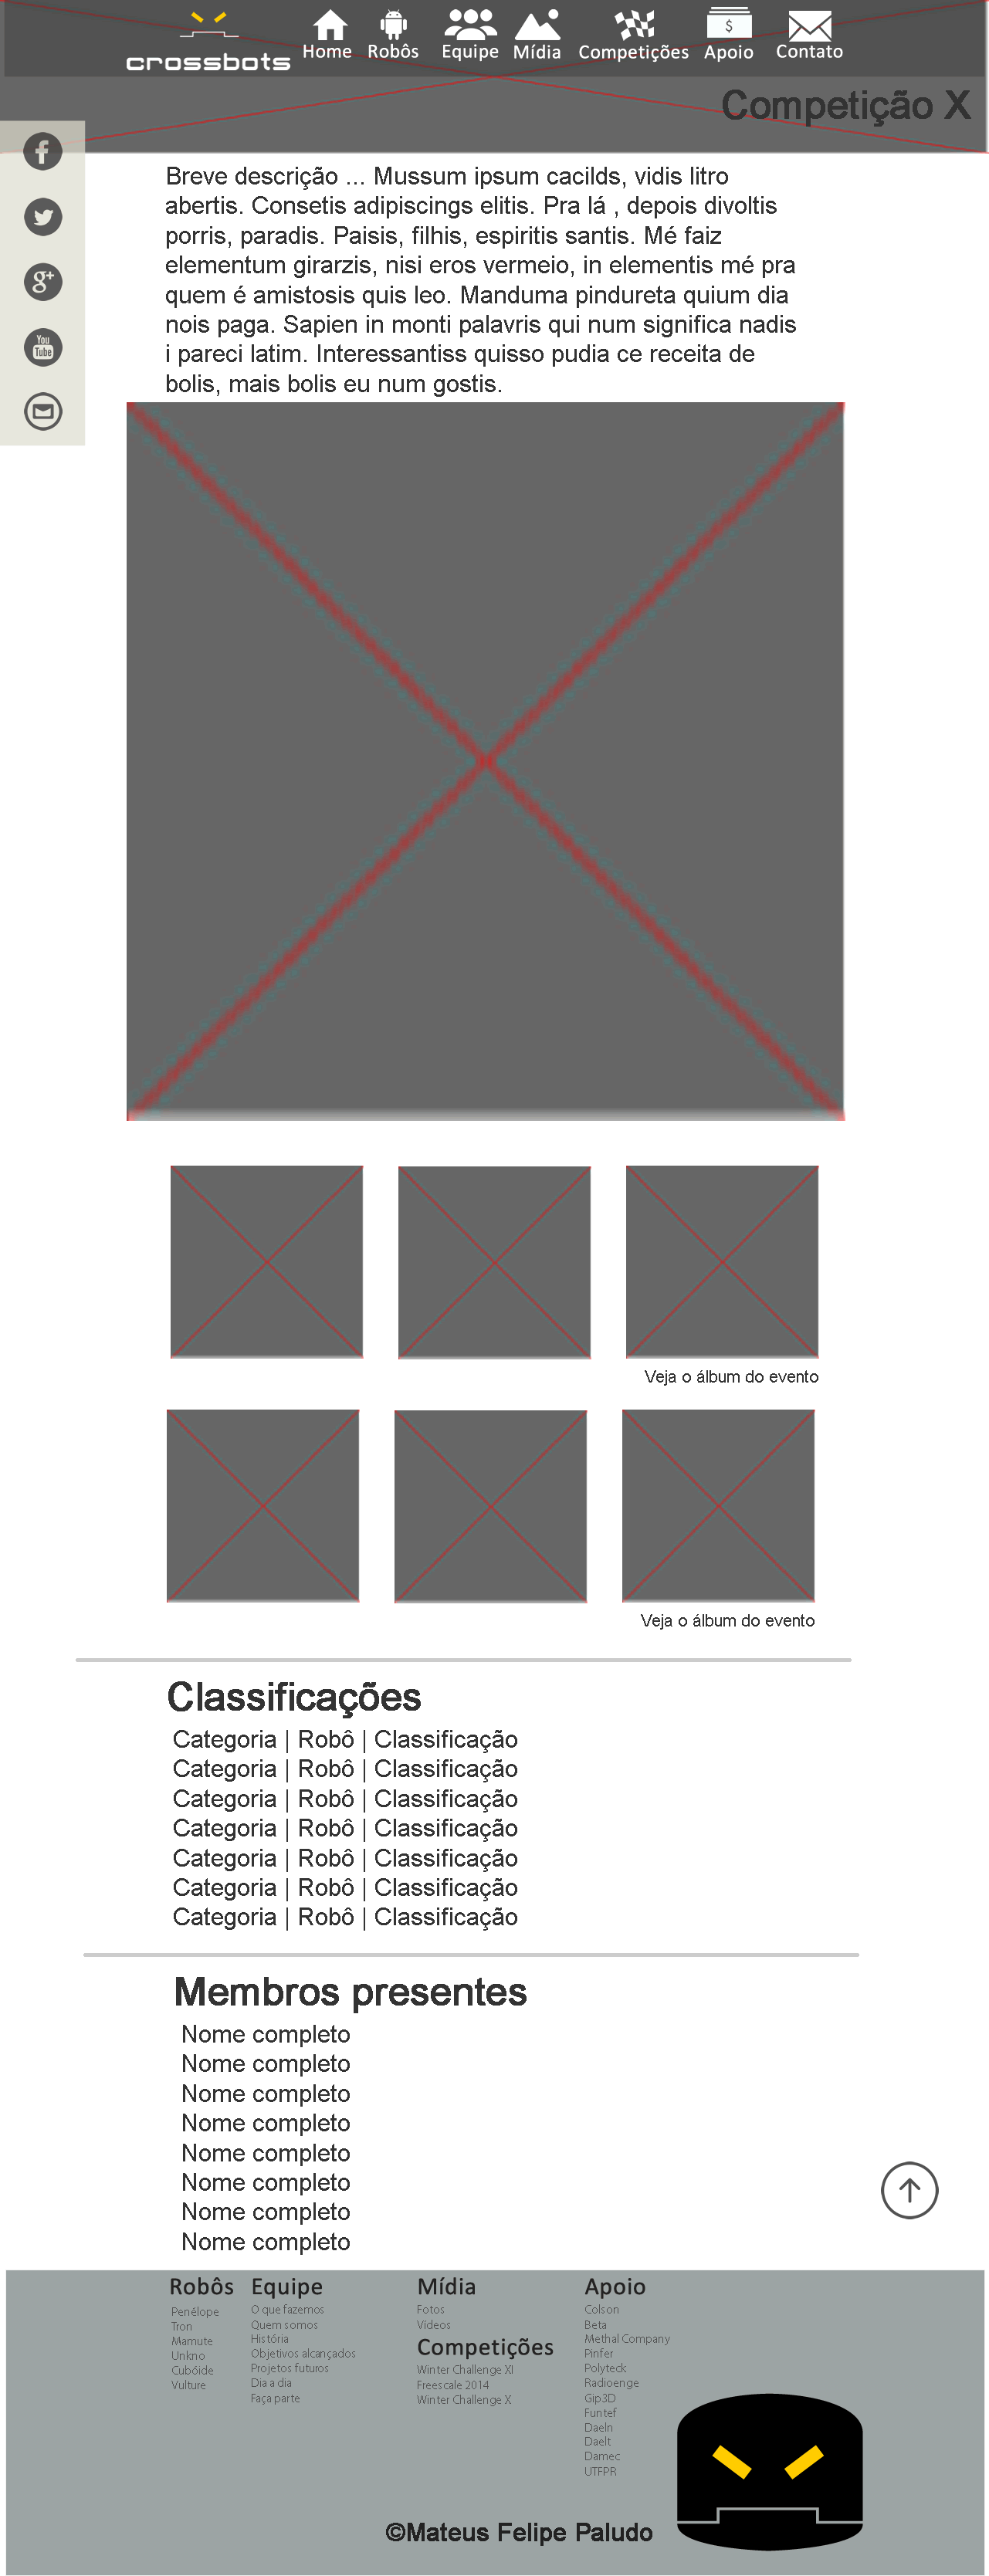 crossbots
Home Robôs Equipe Mídia Competições Apoio Contato
$
Competição X
f
g+
You
Tube
Breve descrição ... Mussum ipsum cacilds, vidis litro
abertis. Consetis adipiscings elitis. Pra lá , depois divoltis
porris, paradis. Paisis, filhis, espiritis santis. Mé faiz
elementum girarzis, nisi eros vermeio, in elementis mé pra
quem é amistosis quis leo. Manduma pindureta quium dia
nois paga. Sapien in monti palavris qui num significa nadis
i pareci latim. Interessantiss quisso pudia ce receita de
bolis, mais bolis eu num gostis.
Veja o álbum do evento
Veja o álbum do evento
Classificações
Categoria | Robô | Classificação
Categoria | Robô | Classificação
Categoria | Robô | Classificação
Categoria | Robô | Classificação
Categoria | Robô | Classificação
Categoria | Robô | Classificação
Categoria | Robô | Classificação
Membros presentes
Nome completo
Nome completo
Nome completo
Nome completo
Nome completo
Nome completo
Nome completo
Nome completo
Robôs
Penélope
Tron
Mamute
Unkno
Cubóide
Vulture
Equipe
O que fazemos
Quem somos
História
Objetivos alcançados
Projetos futuros
Dia a dia
Faça parte
Mídia
Fotos
Vídeos
Competições
Winter Challenge XI
Freescale 2014
Winter Challenge X
Apoio
Colson
Beta
Methal Company
Pinfer
Polyteck
Radioenge
Gip3D
Funtef
Daeln
Daelt
Damec
UTFPR
©Mateus Felipe Paludo